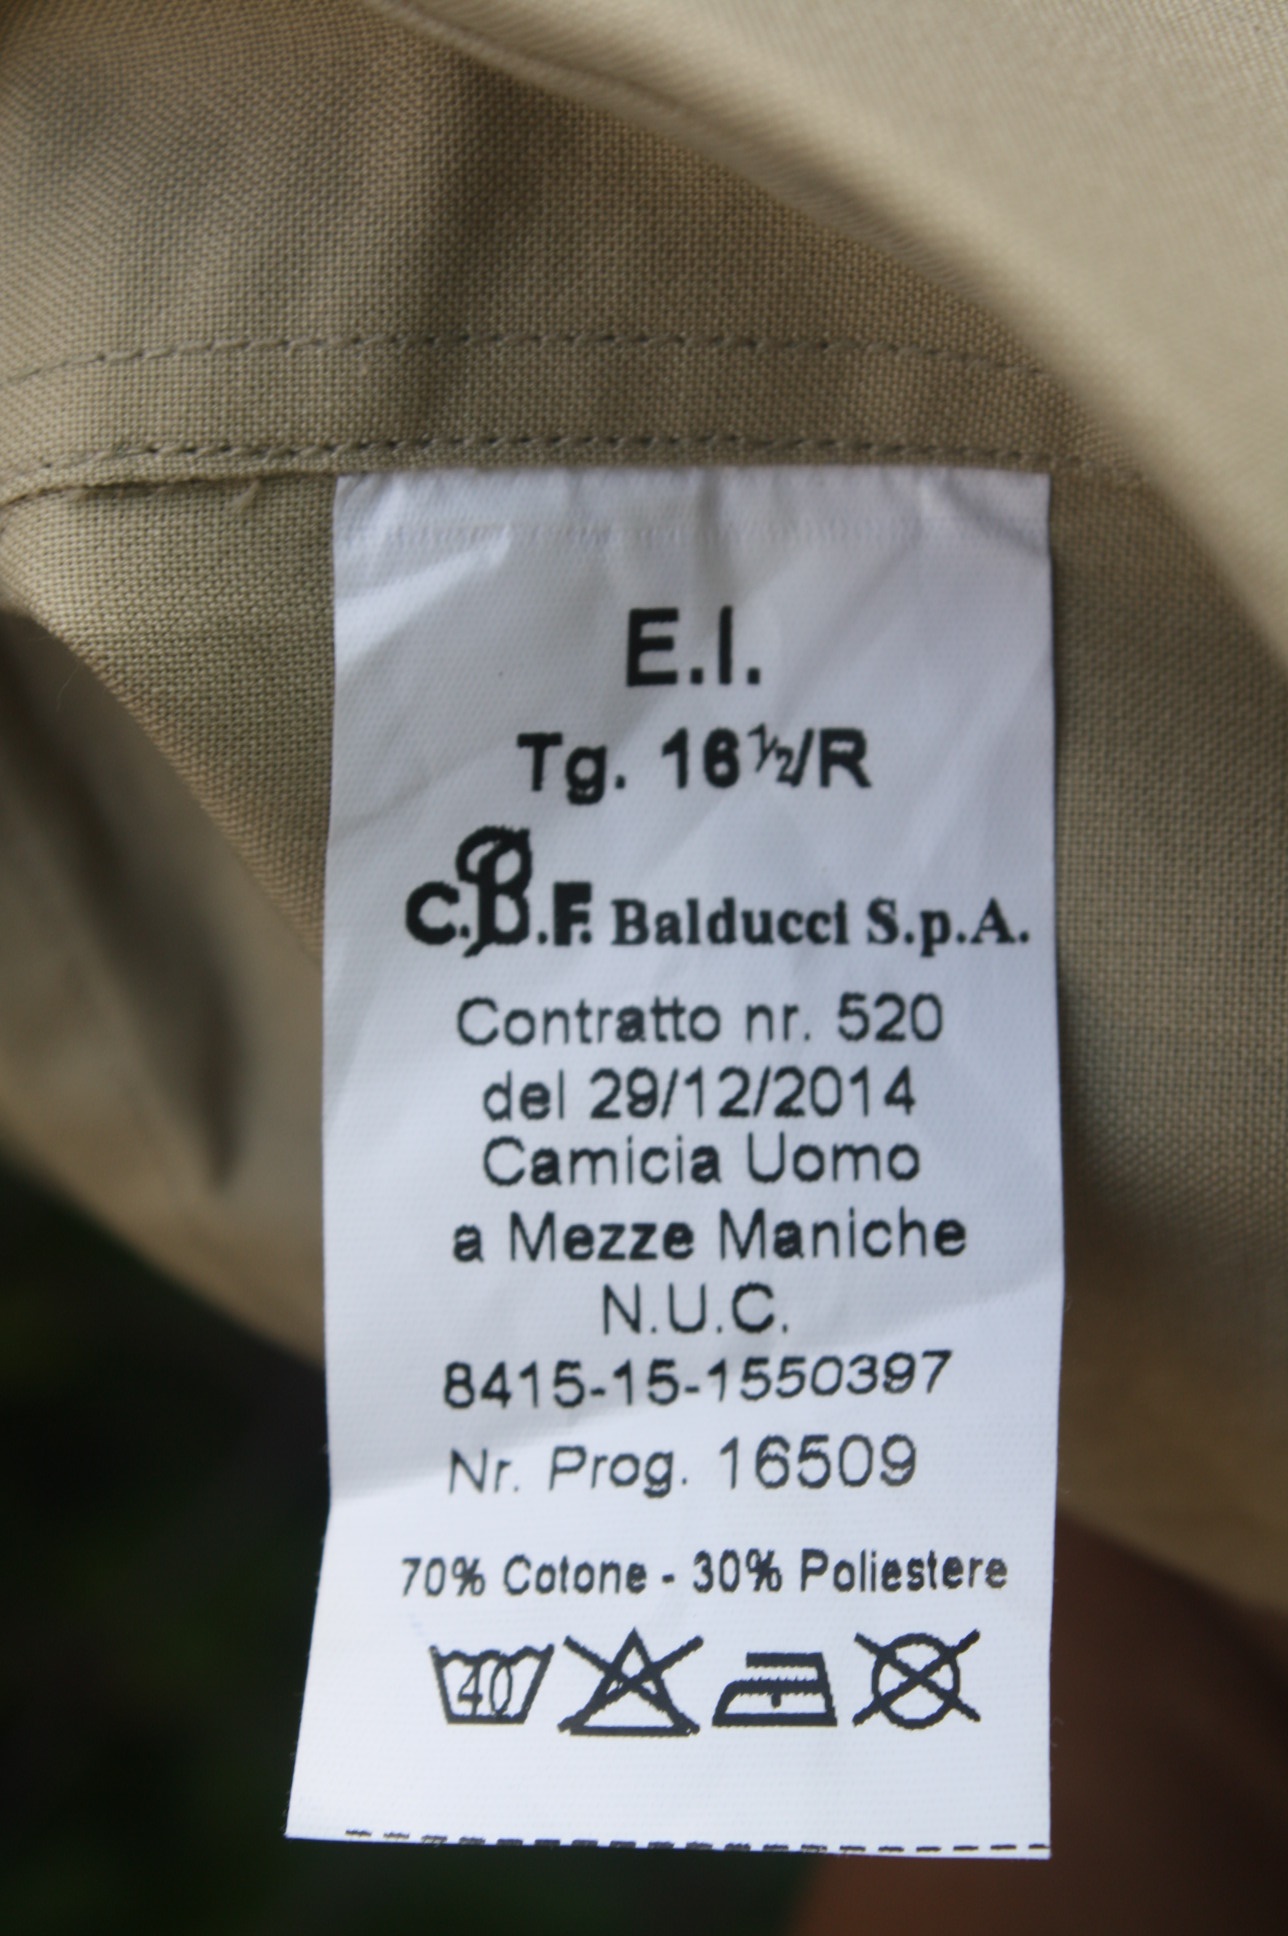 E.I.
Tg. 16½/R
C.B.F. Balducci S.p.A.
Contratto nr. 520
del 29/12/2014
Camicia Uomo
a Mezze Maniche
N.U.C.
8415-15-1550397
Nr. Prog. 16509
70% Cotone - 30% Poliestere
40